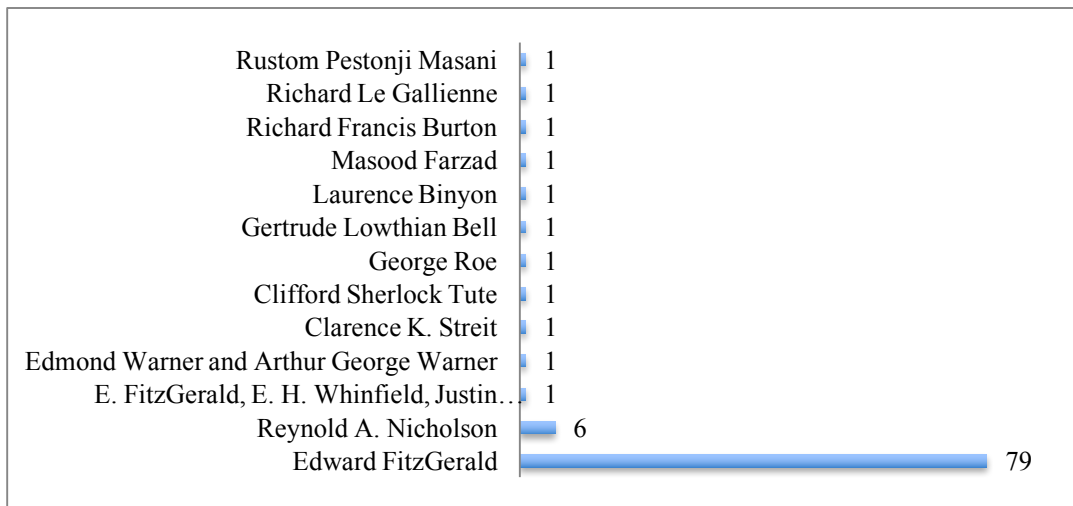 Rustom Pestonji Masani 1
Richard Le Gallienne 1
Richard Francis Burton 1
Masood Farzad 1
Laurence Binyon 1
Gertrude Lowthian Bell 1
George Roe 1
Clifford Sherlock Tute 1
Clarence K. Streit 1
Edmond Warner and Arthur George Warner 1
E. FitzGerald, E. H. Whinfield, Justin… 1
Reynold A. Nicholson 6
Edward FitzGerald 79